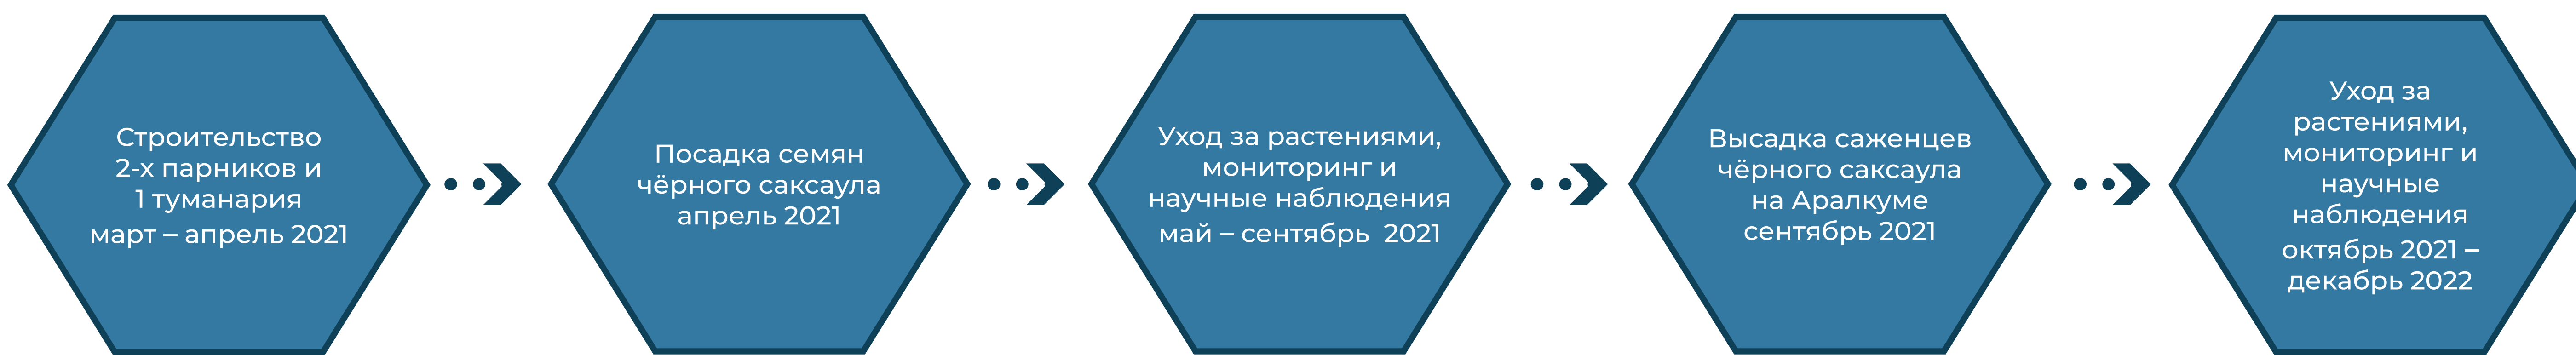 Строительство
2-х парников и
1 туманария
март – апрель 2021
Посадка семян
чёрного саксаула
апрель 2021
Уход за растениями,
мониторинг и
научные наблюдения
май – сентябрь 2021
Высадка саженцев
чёрного саксаула
на Аралкуме
сентябрь 2021
Уход за
растениями,
мониторинг и
научные
наблюдения
октябрь 2021 –
декабрь 2022